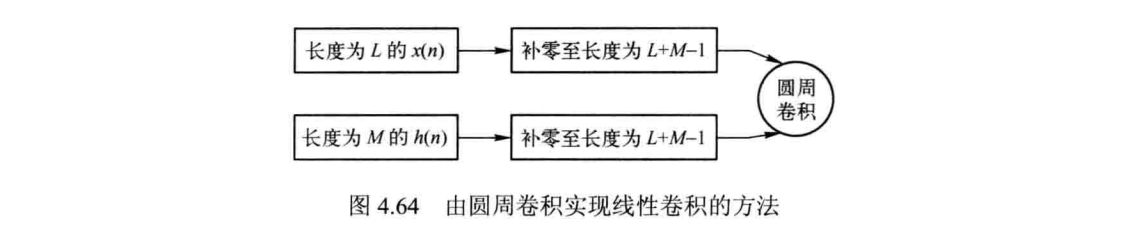 长度为 L 的 x(n)
补零至长度为 L+M−1
圆周
卷积
长度为 M 的 h(n)
补零至长度为 L+M−1
图 4.64 由圆周卷积实现线性卷积的方法